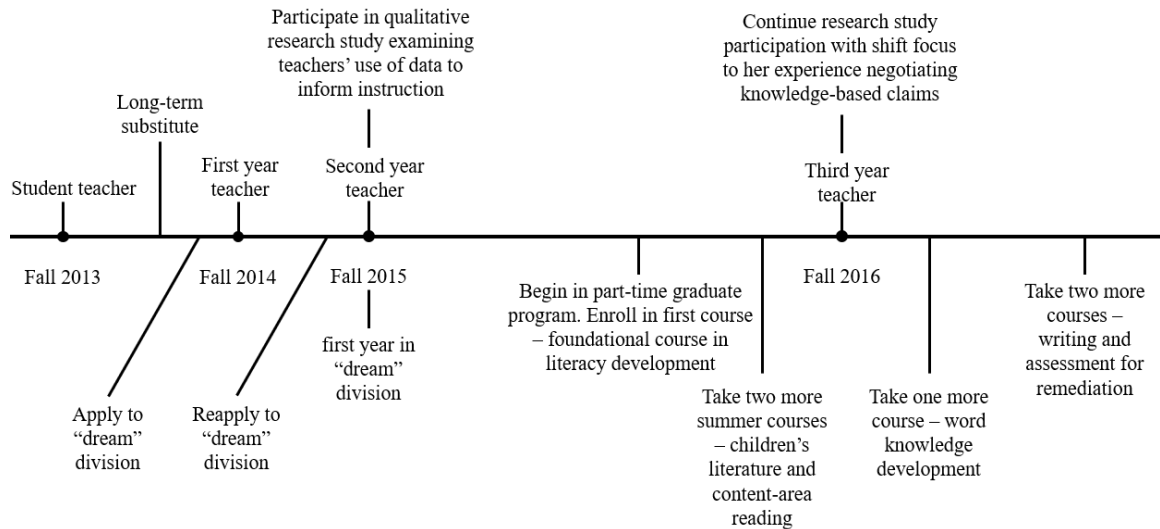 Participate in qualitative
research study examining
teachers’ use of data to
inform instruction
Continue research study
participation with shift focus
to her experience negotiating
knowledge-based claims
Long-term
substitute
Student teacher
First year
teacher
Second year
teacher
Third year
teacher
Fall 2013
Fall 2014
Fall 2015
Fall 2016
Apply to
“dream”
division
Reapply to
“dream”
division
first year in
“dream”
division
Begin in part-time graduate
program. Enroll in first course
– foundational course in
literacy development
Take two more
summer courses
– children’s
literature and
content-area
reading
Take one more
course – word
knowledge
development
Take two more
courses –
writing and
assessment for
remediation